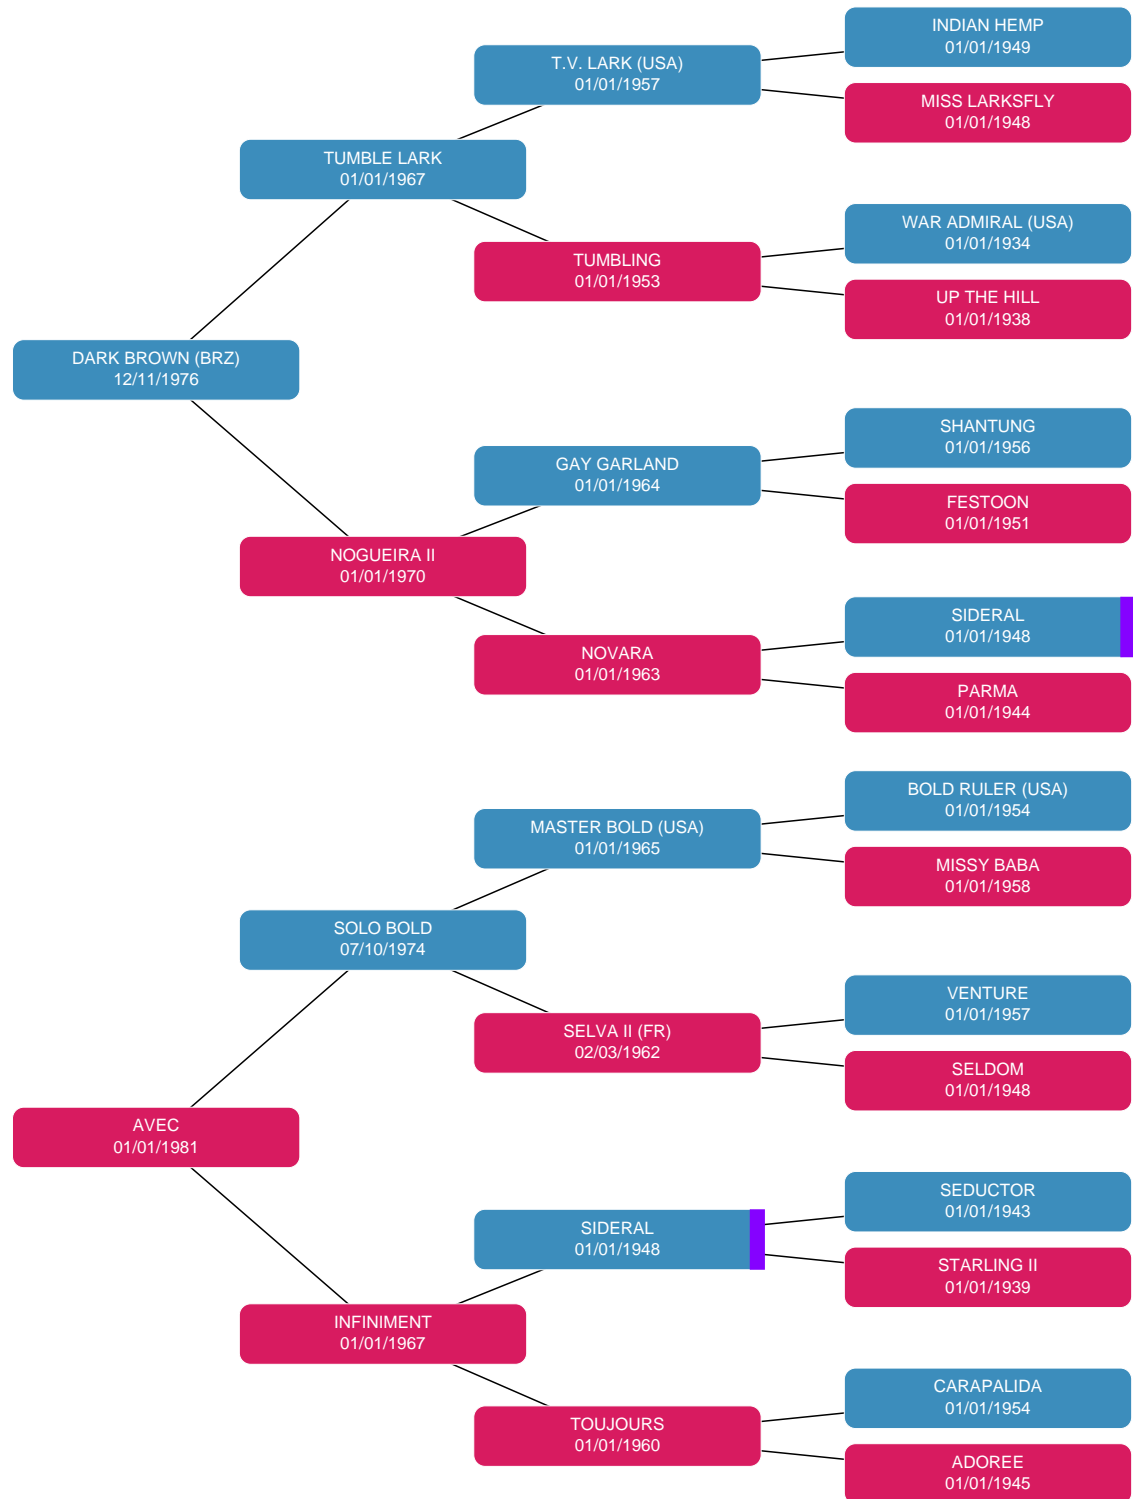 INDIAN HEMP
01/01/1949
T.V. LARK (USA)
01/01/1957
MISS LARKSFLY
01/01/1948
TUMBLE LARK
01/01/1967
WAR ADMIRAL (USA)
01/01/1934
TUMBLING
01/01/1953
UP THE HILL
01/01/1938
DARK BROWN (BRZ)
12/11/1976
SHANTUNG
01/01/1956
GAY GARLAND
01/01/1964
FESTOON
01/01/1951
NOGUEIRA II
01/01/1970
SIDERAL
01/01/1948
NOVARA
01/01/1963
PARMA
01/01/1944
BOLD RULER (USA)
01/01/1954
MASTER BOLD (USA)
01/01/1965
MISSY BABA
01/01/1958
SOLO BOLD
07/10/1974
VENTURE
01/01/1957
SELVA II (FR)
02/03/1962
SELDOM
01/01/1948
AVEC
01/01/1981
SEDUCTOR
01/01/1943
SIDERAL
01/01/1948
STARLING II
01/01/1939
INFINIMENT
01/01/1967
CARAPALIDA
01/01/1954
TOUJOURS
01/01/1960
ADOREE
01/01/1945